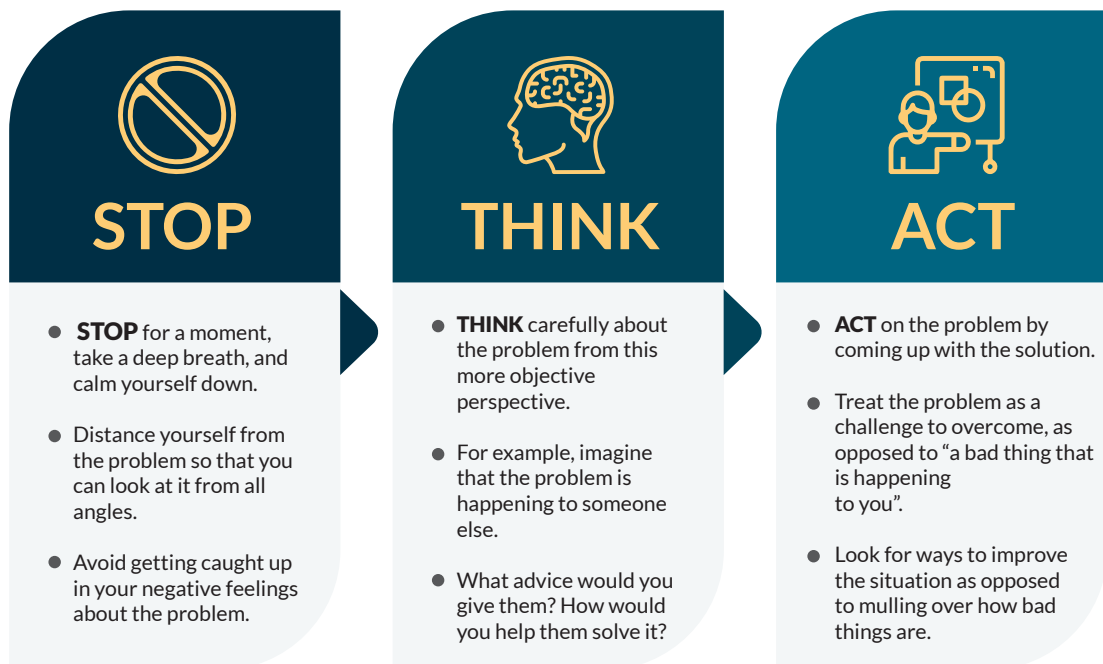 STOP
STOP for a moment,
take a deep breath, and
calm yourself down.
Distance yourself from
the problem so that you
can look at it from all
angles.
Avoid getting caught up
in your negative feelings
about the problem.
THINK
THINK carefully about
the problem from this
more objective
perspective.
For example, imagine
that the problem is
happening to someone
else.
What advice would you
give them? How would
you help them solve it?
ACT
ACT on the problem by
coming up with the solution.
Treat the problem as a
challenge to overcome, as
opposed to “a bad thing that
is happening
to you”.
Look for ways to improve
the situation as opposed
to mulling over how bad
things are.